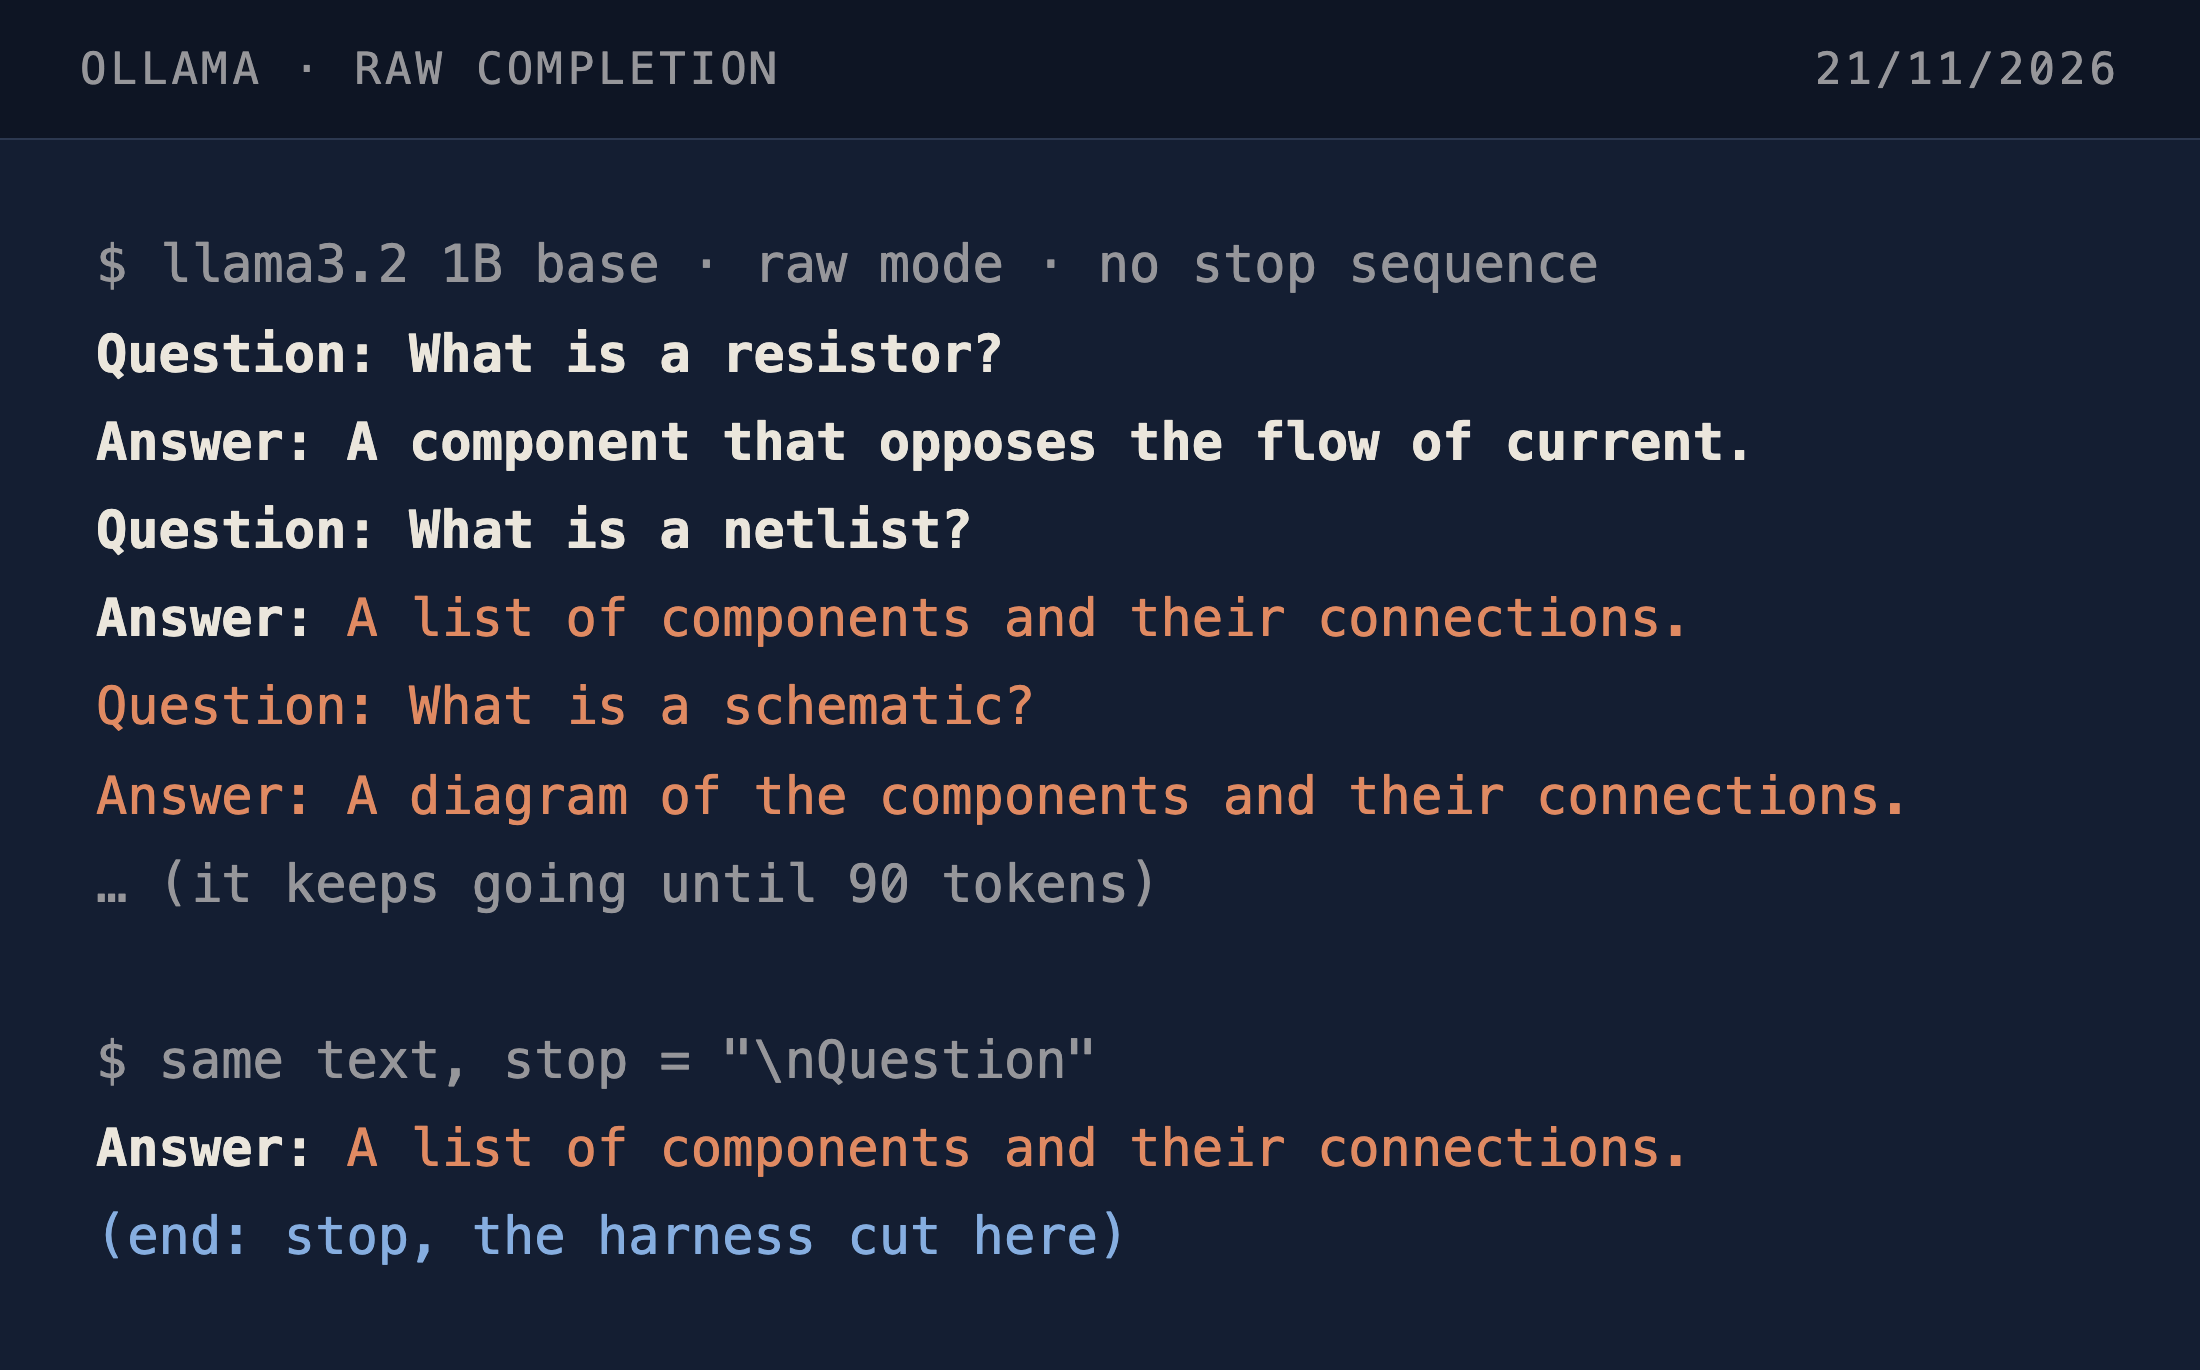 OLLAMA · RAW COMPLETION
21/11/2026
$ llama3.2 1B base · raw mode · no stop sequence
Question: What is a resistor?
Answer: A component that opposes the flow of current.
Question: What is a netlist?
Answer: A list of components and their connections.
Question: What is a schematic?
Answer: A diagram of the components and their connections.
… (it keeps going until 90 tokens)
$ same text, stop = "\nQuestion"
Answer: A list of components and their connections.
(end: stop, the harness cut here)